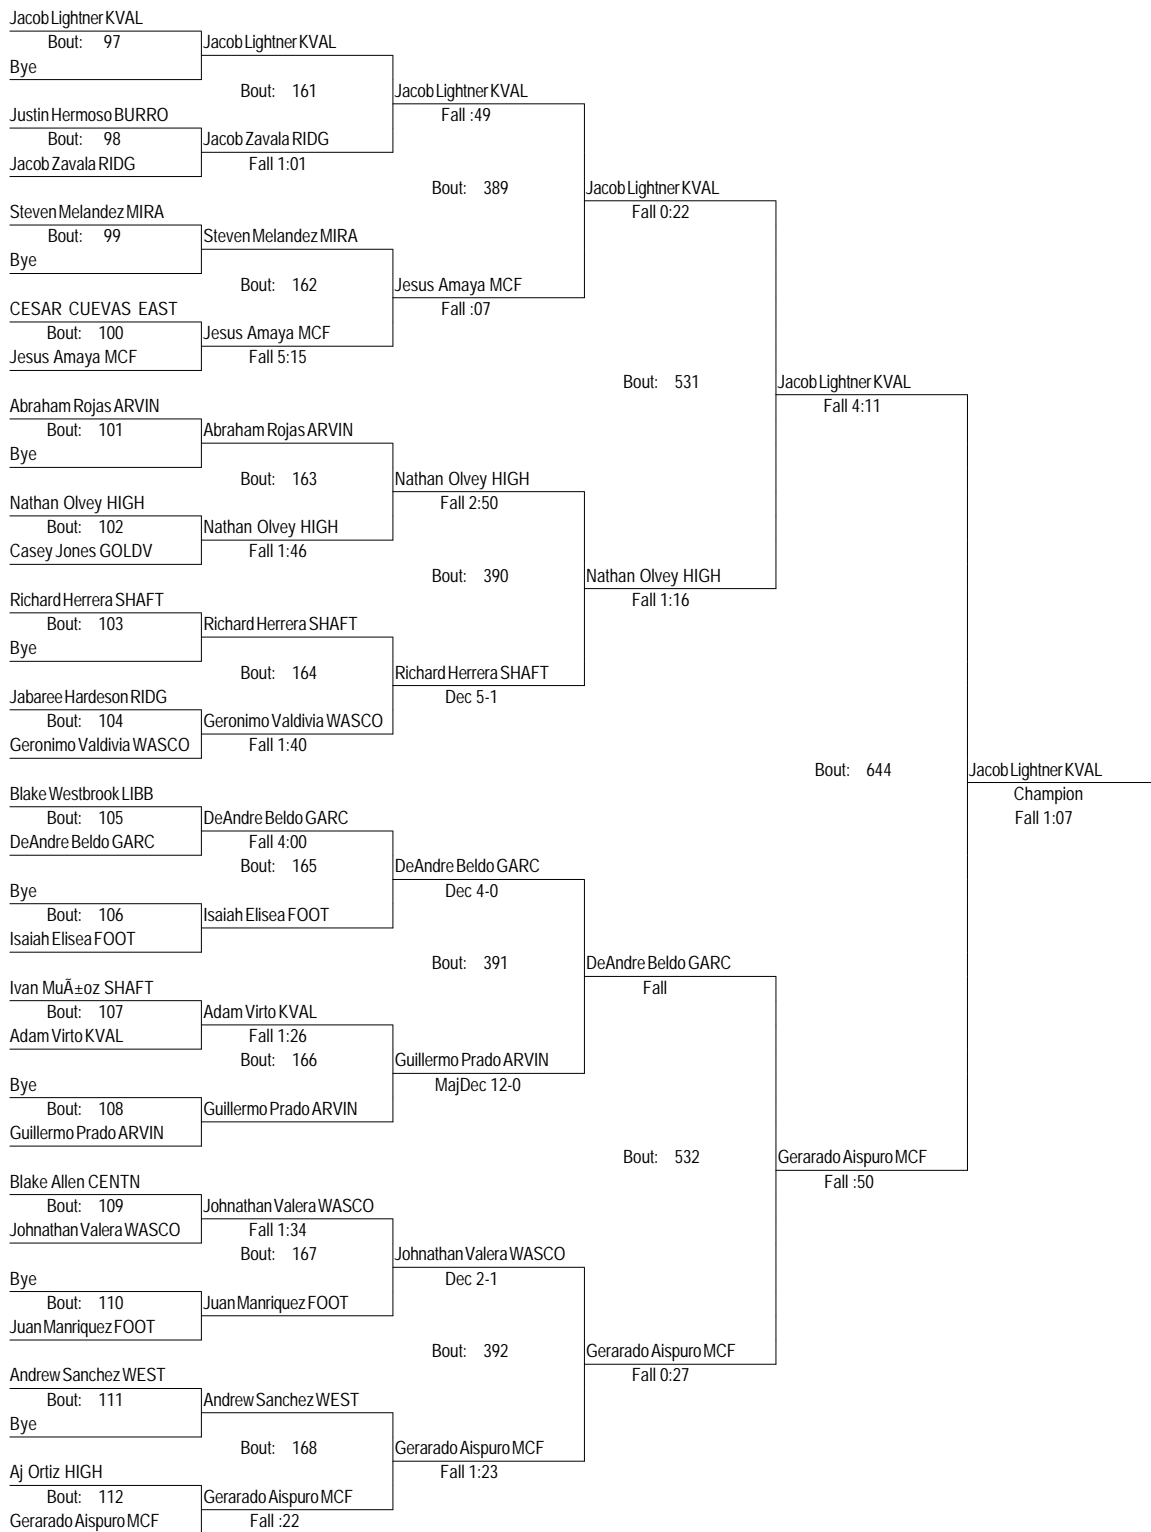 Jacob Lightner KVAL
Bout: 97
Bye
Jacob Lightner KVAL
Bout: 161
Justin Hermoso BURRO
Bout: 98
Jacob Zavala RIDG
Jacob Zavala RIDG
Fall 1:01
Jacob Lightner KVAL
Fall :49
Bout: 389
Steven Melandez MIRA
Bout: 99
Bye
Steven Melandez MIRA
Bout: 162
CESAR CUEVAS EAST
Bout: 100
Jesus Amaya MCF
Jesus Amaya MCF
Fall 5:15
Jesus Amaya MCF
Fall :07
Jacob Lightner KVAL
Fall 0:22
Bout: 531
Abraham Rojas ARVIN
Bout: 101
Bye
Abraham Rojas ARVIN
Bout: 163
Nathan Olvey HIGH
Bout: 102
Casey Jones GOLDV
Nathan Olvey HIGH
Fall 1:46
Nathan Olvey HIGH
Fall 2:50
Bout: 390
Richard Herrera SHAFT
Bout: 103
Bye
Richard Herrera SHAFT
Bout: 164
Jabaree Hardeson RIDG
Bout: 104
Geronimo Valdivia WASCO
Geronimo Valdivia WASCO
Fall 1:40
Richard Herrera SHAFT
Dec 5-1
Nathan Olvey HIGH
Fall 1:16
Jacob Lightner KVAL
Fall 4:11
Bout: 644
Jacob Lightner KVAL
Champion
Fall 1:07
Blake Westbrook LIBB
Bout: 105
DeAndre Beldo GARC
DeAndre Beldo GARC
Fall 4:00
Bout: 165
Bye
Bout: 106
Isaiah Elisea FOOT
Isaiah Elisea FOOT
DeAndre Beldo GARC
Dec 4-0
Bout: 391
Ivan MuÃ±oz SHAFT
Bout: 107
Adam Virto KVAL
Adam Virto KVAL
Fall 1:26
Bout: 166
Bye
Bout: 108
Guillermo Prado ARVIN
Guillermo Prado ARVIN
Guillermo Prado ARVIN
MajDec 12-0
DeAndre Beldo GARC
Fall
Bout: 532
Blake Allen CENTN
Bout: 109
Johnathan Valera WASCO
Johnathan Valera WASCO
Fall 1:34
Bout: 167
Bye
Bout: 110
Juan Manriquez FOOT
Juan Manriquez FOOT
Johnathan Valera WASCO
Dec 2-1
Bout: 392
Andrew Sanchez WEST
Bout: 111
Bye
Andrew Sanchez WEST
Bout: 168
Aj Ortiz HIGH
Bout: 112
Gerarado Aispuro MCF
Gerarado Aispuro MCF
Fall :22
Gerarado Aispuro MCF
Fall 1:23
Gerarado Aispuro MCF
Fall 0:27
Gerarado Aispuro MCF
Fall :50